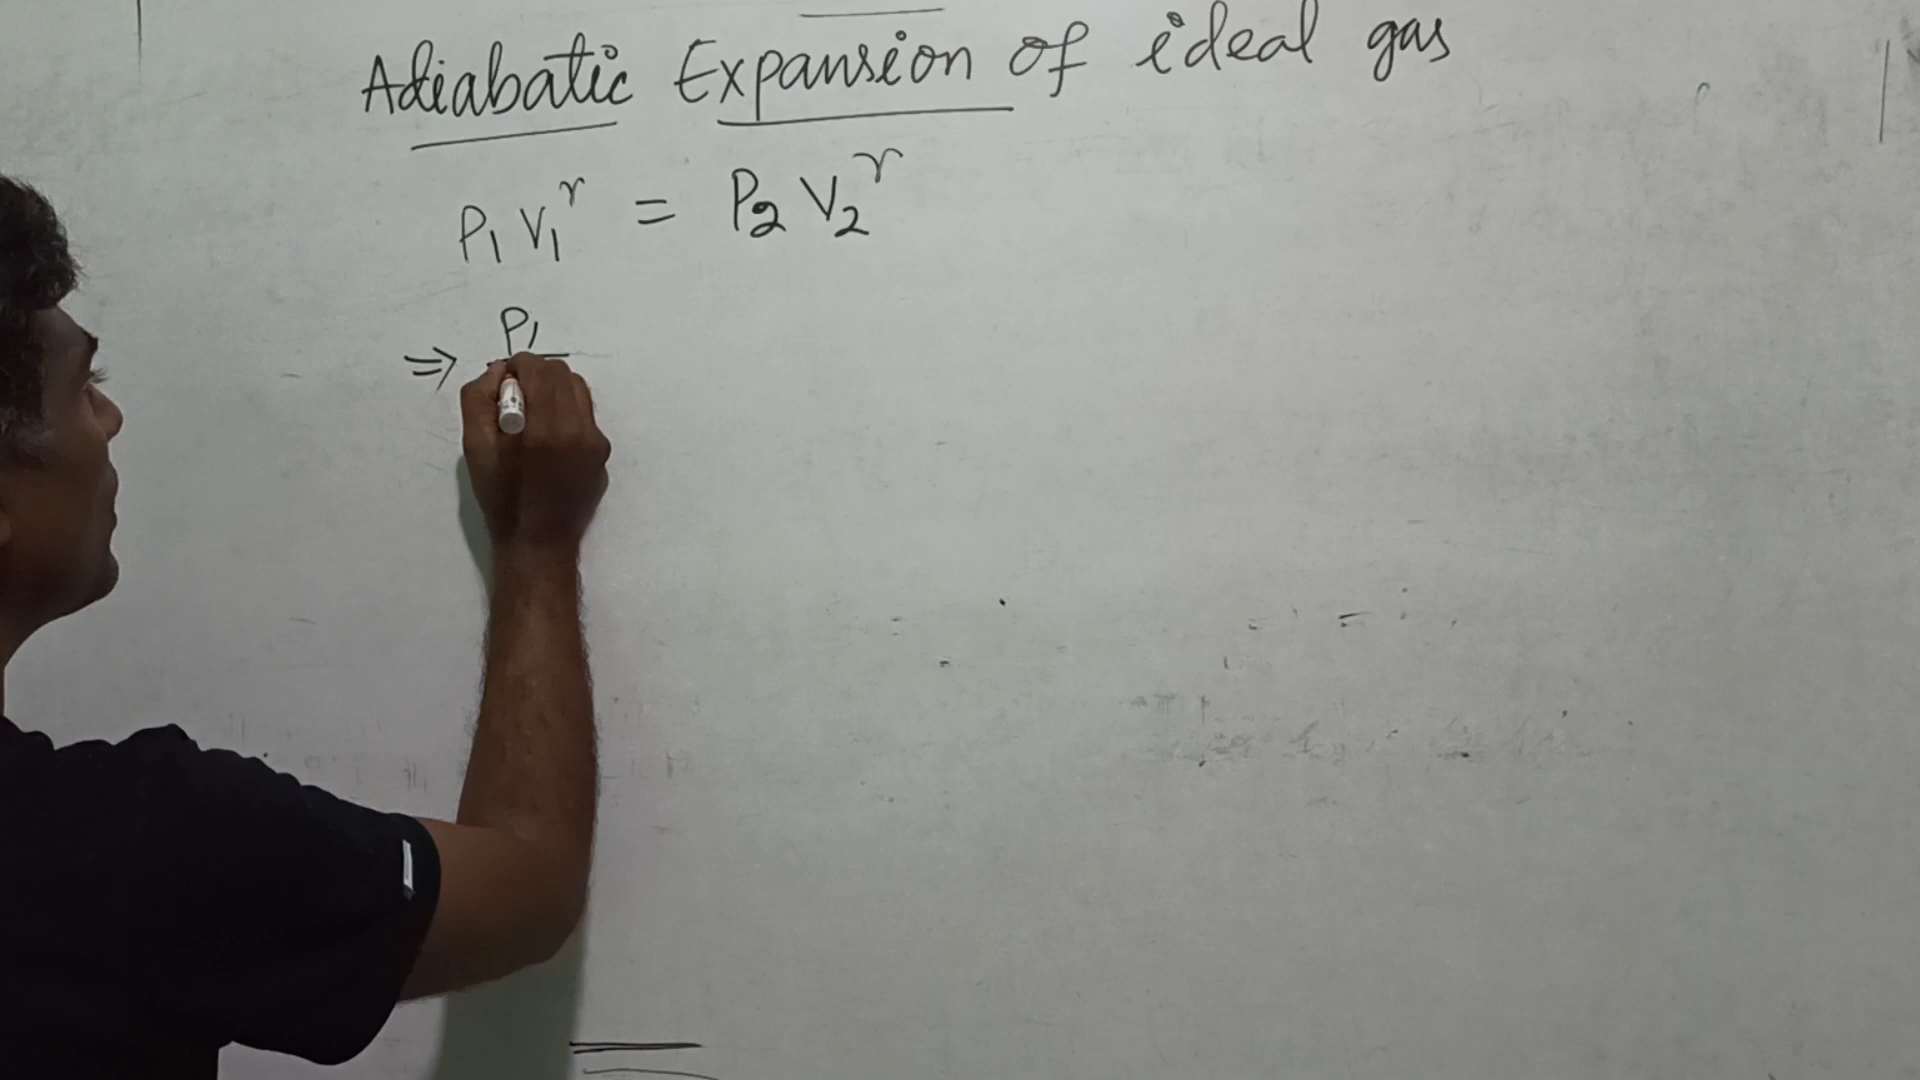 Adiabatic Expansion of ideal gas
P₁ V₁^γ = P₂ V₂^γ
⇒ P₁